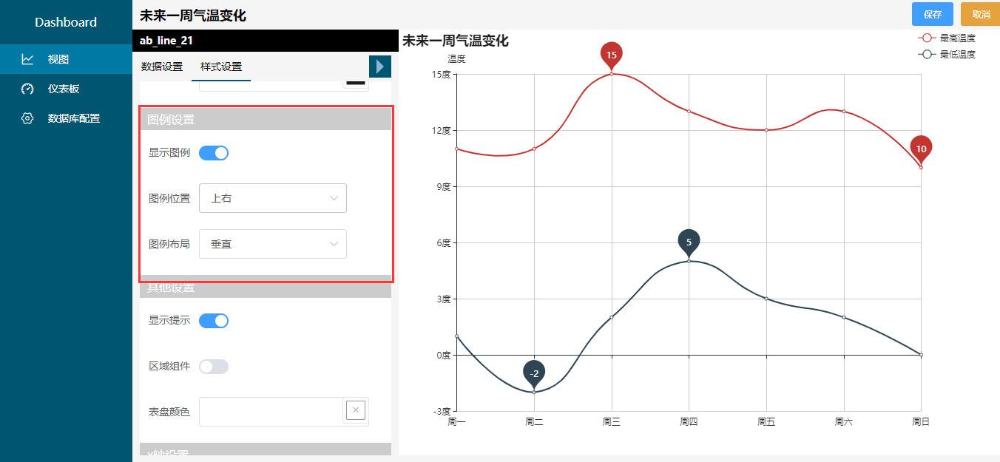 Dashboard
视图
仪表板
数据库配置
未来一周气温变化
保存
取消
ab_line_21
数据设置
样式设置
图例设置
显示图例
图例位置
上右
图例布局
垂直
其他设置
显示提示
区域组件
表盘颜色
x轴设置
未来一周气温变化
最高温度
最低温度
温度
15度
12度
9度
6度
3度
0度
-3度
15
10
5
-2
周一
周二
周三
周四
周五
周六
周日